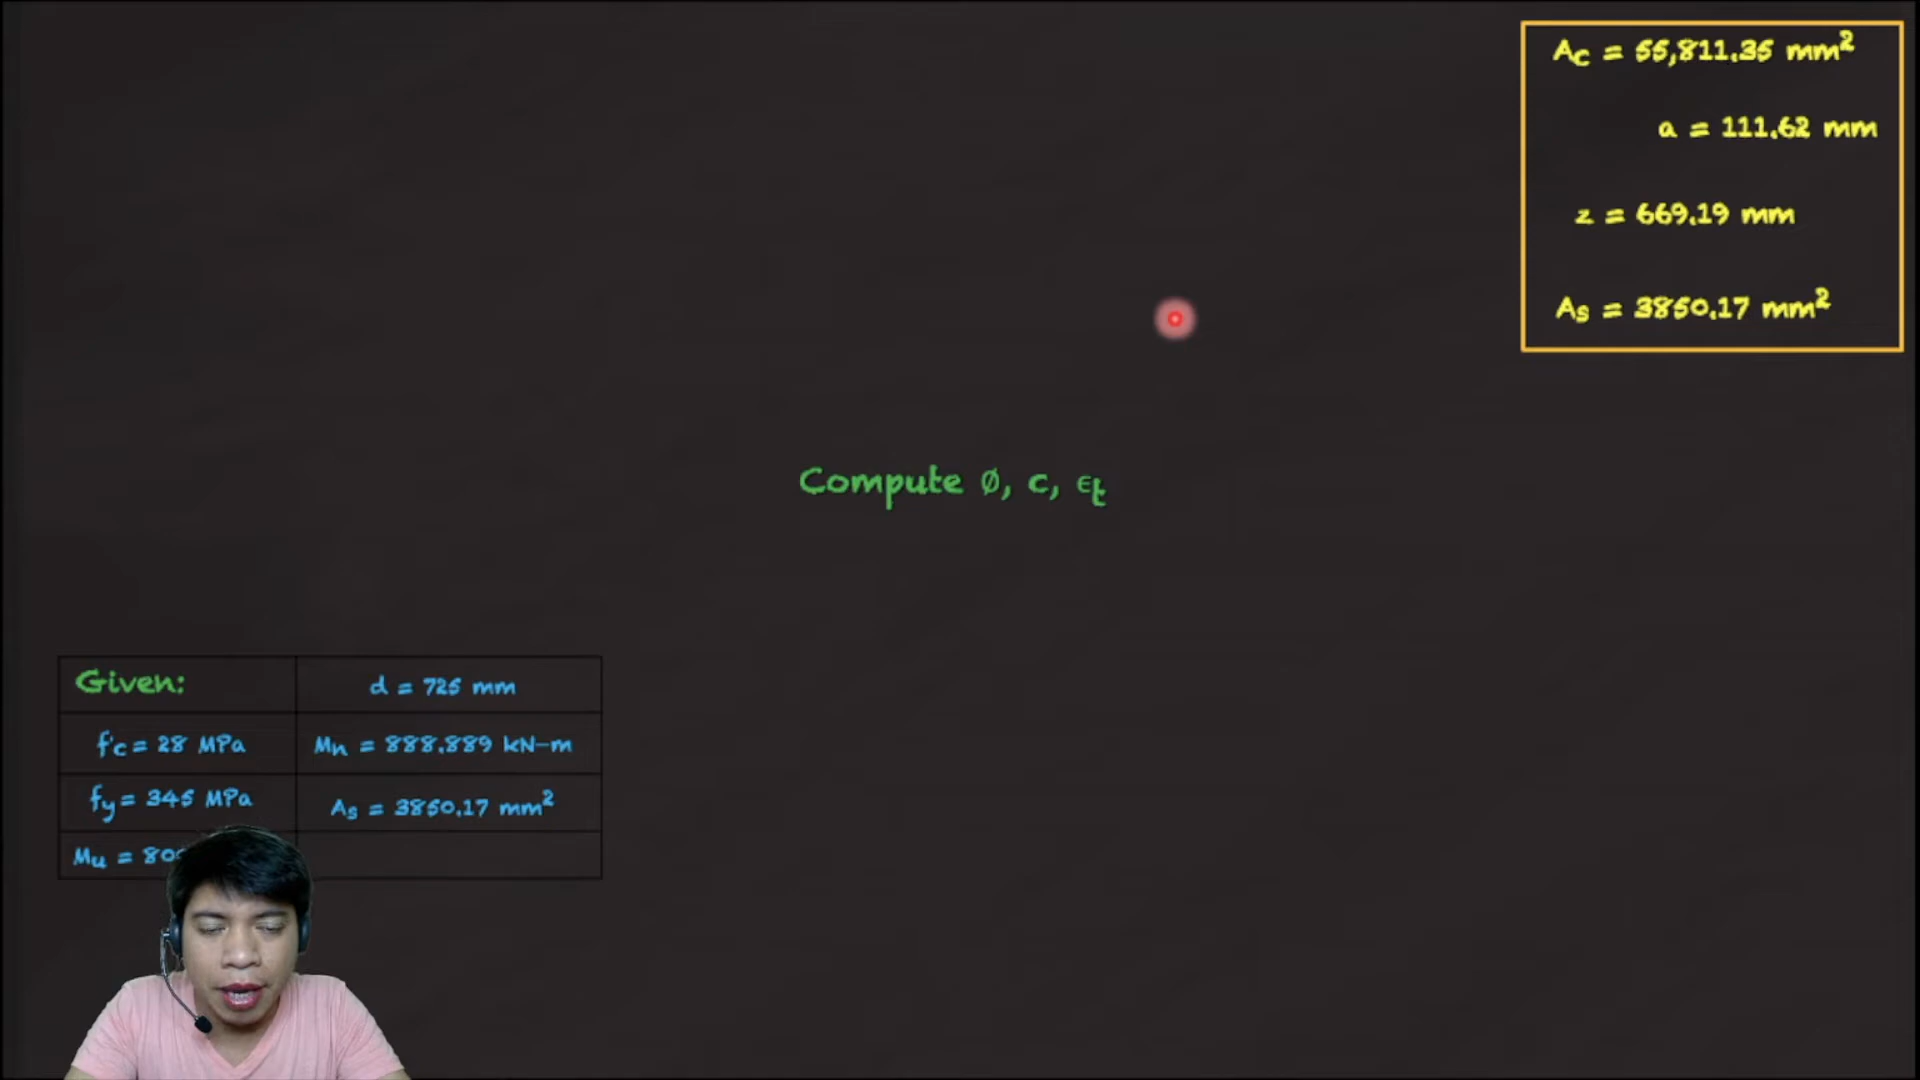 Ac = 55,811.35 mm²
a = 111.62 mm
z = 669.19 mm
As = 3850.17 mm²
Compute Ø, c, ϵt
Given:
d = 725 mm
f'c = 28 MPa
Mn = 888.889 kN-m
fy = 345 MPa
As = 3850.17 mm²
Mu =